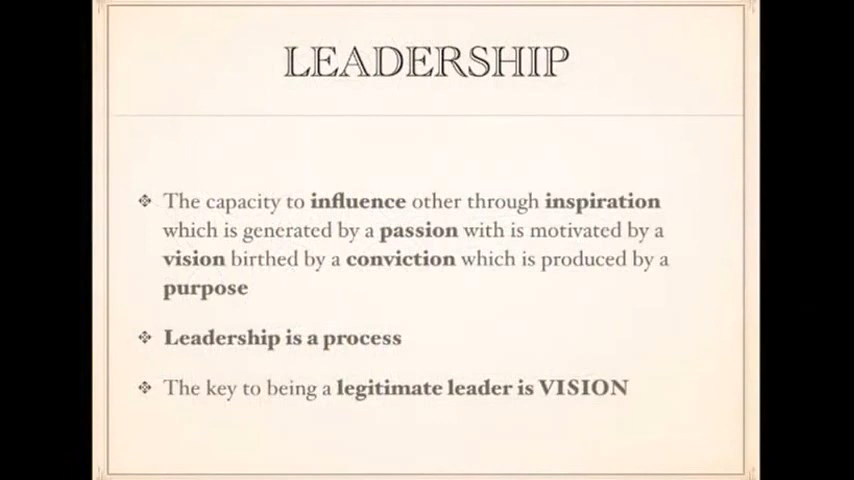 LEADERSHIP
The capacity to influence other through inspiration
which is generated by a passion with is motivated by a
vision birthed by a conviction which is produced by a
purpose
Leadership is a process
The key to being a legitimate leader is VISION